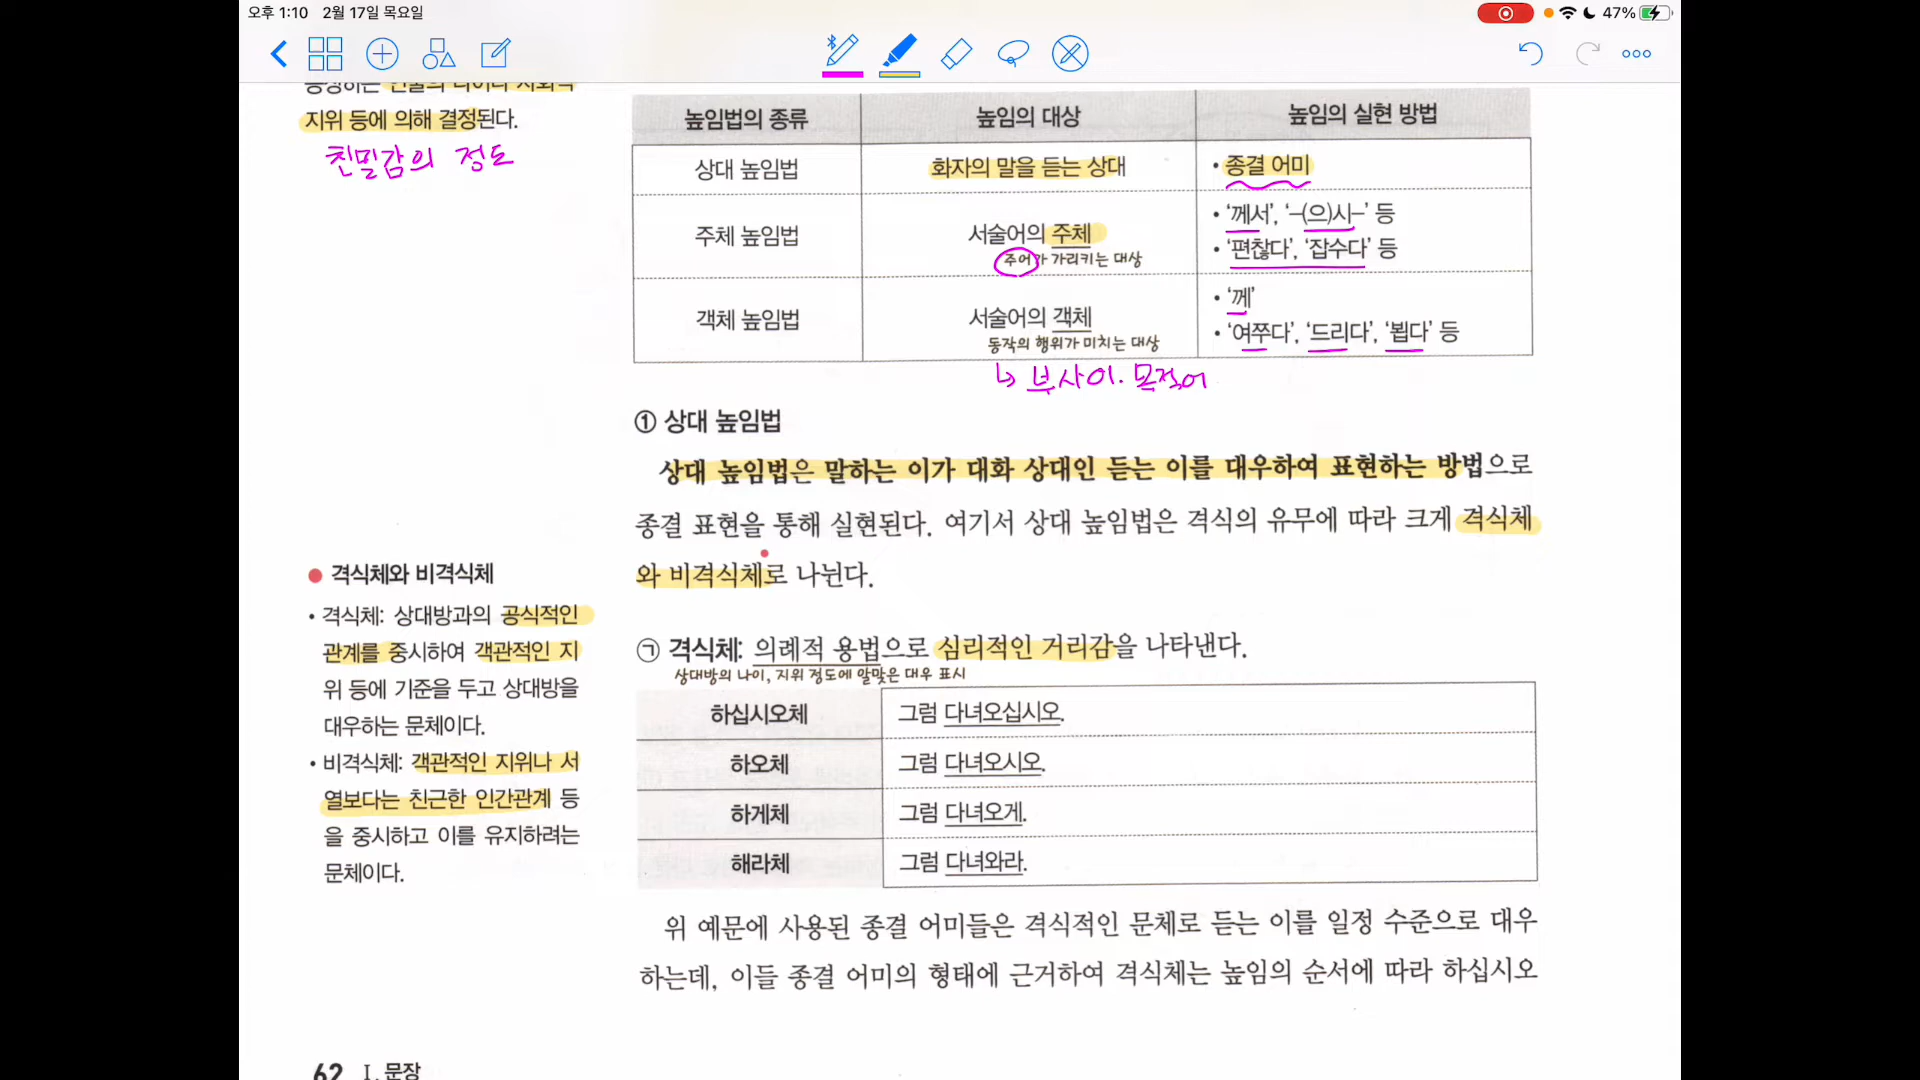 오후 1:10 2월 17일 목요일
47%
지위 등에 의해 결정된다.
친밀감의 정도
높임법의 종류 높임의 대상 높임의 실현 방법
상대 높임법 화자의 말을 듣는 상대 • 종결 어미
주체 높임법 서술어의 주체 • ‘께서’, ‘-(으)시-’ 등
주어가 가리키는 대상 • ‘편찮다’, ‘잡수다’ 등
객체 높임법 서술어의 객체 • ‘께’
동작의 행위가 미치는 대상 • ‘여쭈다’, ‘드리다’, ‘뵙다’ 등
↳ 부사어·목적어
① 상대 높임법
상대 높임법은 말하는 이가 대화 상대인 듣는 이를 대우하여 표현하는 방법으로
종결 표현을 통해 실현된다. 여기서 상대 높임법은 격식의 유무에 따라 크게 격식체
와 비격식체로 나뉜다.
● 격식체와 비격식체
• 격식체: 상대방과의 공식적인
관계를 중시하여 객관적인 지
위 등에 기준을 두고 상대방을
대우하는 문체이다.
• 비격식체: 객관적인 지위나 서
열보다는 친근한 인간관계 등
을 중시하고 이를 유지하려는
문체이다.
㉠ 격식체: 의례적 용법으로 심리적인 거리감을 나타낸다.
상대방의 나이, 지위 정도에 알맞은 대우 표시
하십시오체 그럼 다녀오십시오.
하오체 그럼 다녀오시오.
하게체 그럼 다녀오게.
해라체 그럼 다녀와라.
위 예문에 사용된 종결 어미들은 격식적인 문체로 듣는 이를 일정 수준으로 대우
하는데, 이들 종결 어미의 형태에 근거하여 격식체는 높임의 순서에 따라 하십시오
62 Ⅰ. 문장